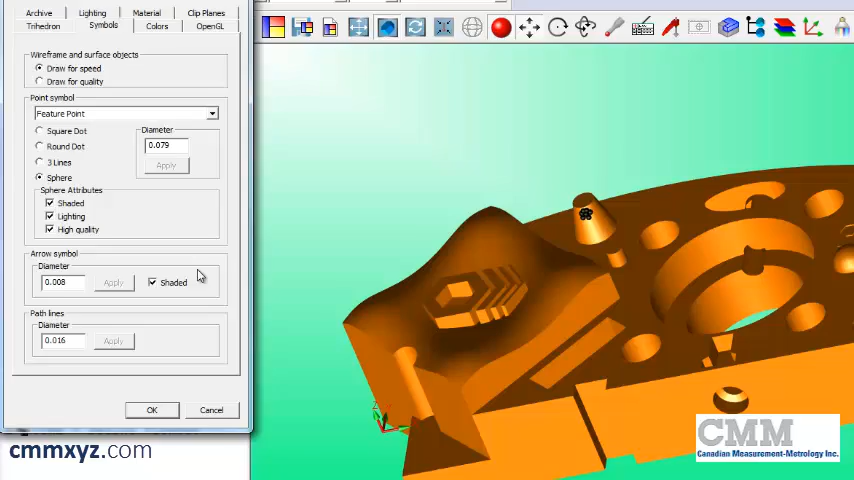 Archive Lighting Material Clip Planes
Trihedron Symbols Colors OpenGL
Wireframe and surface objects
Draw for speed
Draw for quality
Point symbol
Feature Point
Square Dot
Round Dot
3 Lines
Sphere
Diameter
0.079
Apply
Sphere Attributes
Shaded
Lighting
High quality
Arrow symbol
Diameter
0.008 Apply Shaded
Path lines
Diameter
0.016 Apply
OK Cancel
cmmxyz.com
CMM
Canadian Measurement-Metrology Inc.